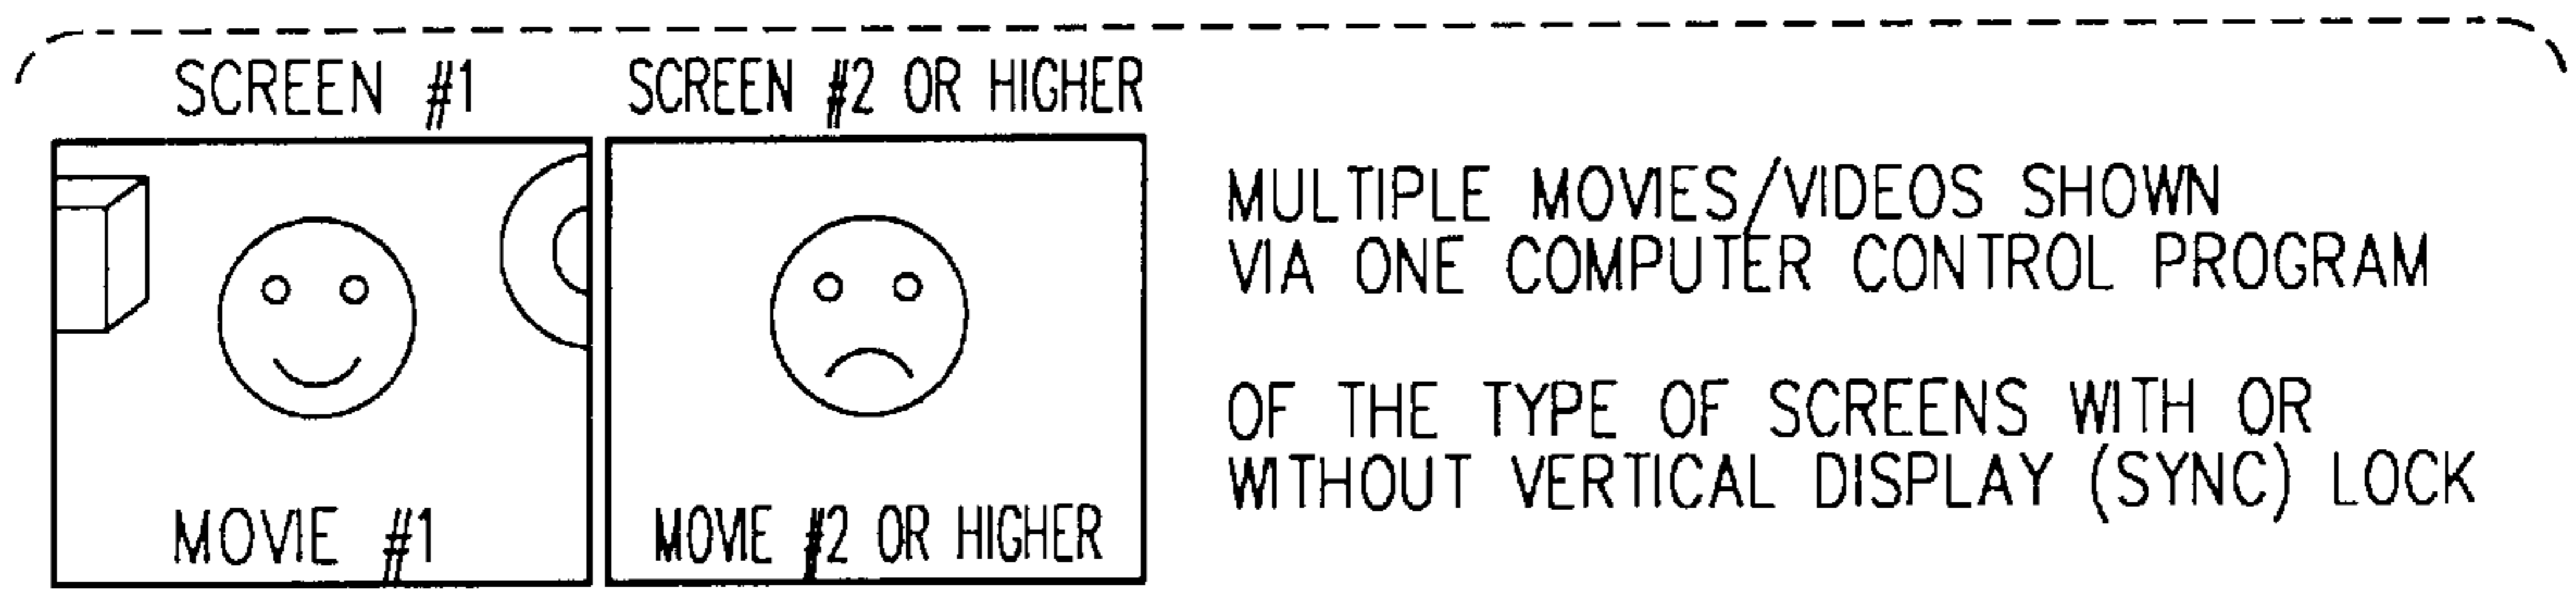 SCREEN #1
SCREEN #2 OR HIGHER
MOVIE #1
MOVIE #2 OR HIGHER
MULTIPLE MOVIES/VIDEOS SHOWN
VIA ONE COMPUTER CONTROL PROGRAM
OF THE TYPE OF SCREENS WITH OR
WITHOUT VERTICAL DISPLAY (SYNC) LOCK